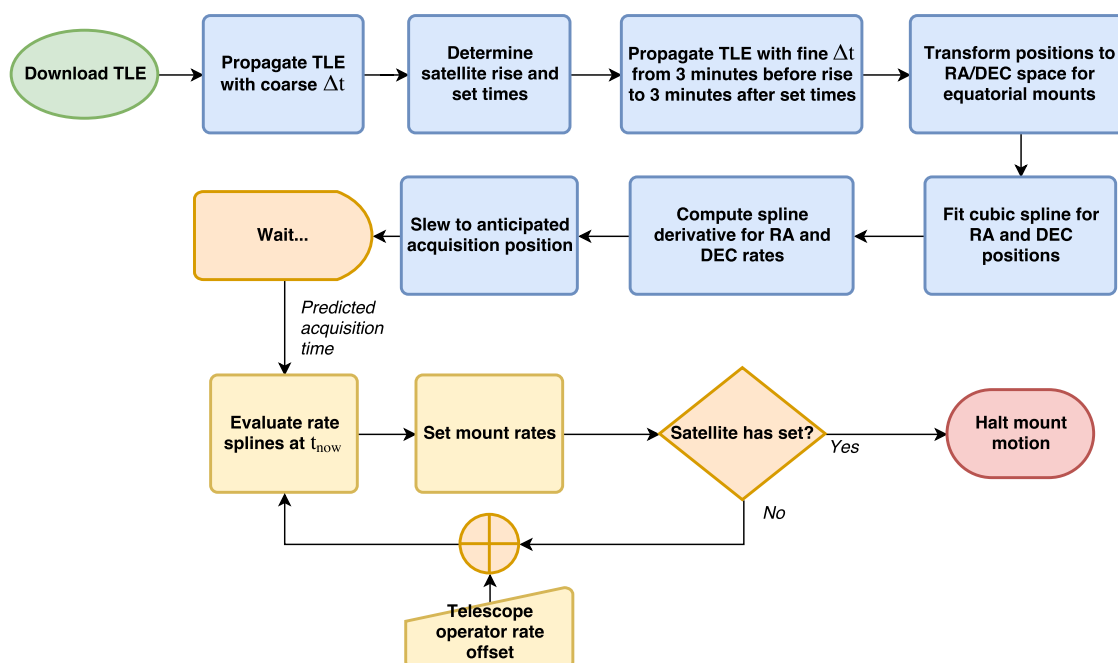 Download TLE
Propagate TLE
with coarse Δt
Determine
satellite rise and
set times
Propagate TLE with fine Δt
from 3 minutes before rise
to 3 minutes after set times
Transform positions to
RA/DEC space for
equatorial mounts
Wait...
Slew to anticipated
acquisition position
Compute spline
derivative for RA and
DEC rates
Fit cubic spline for
RA and DEC
positions
Predicted
acquisition
time
Evaluate rate
splines at tnow
Set mount rates
Satellite has set?
Yes
Halt mount
motion
No
Telescope
operator rate
offset